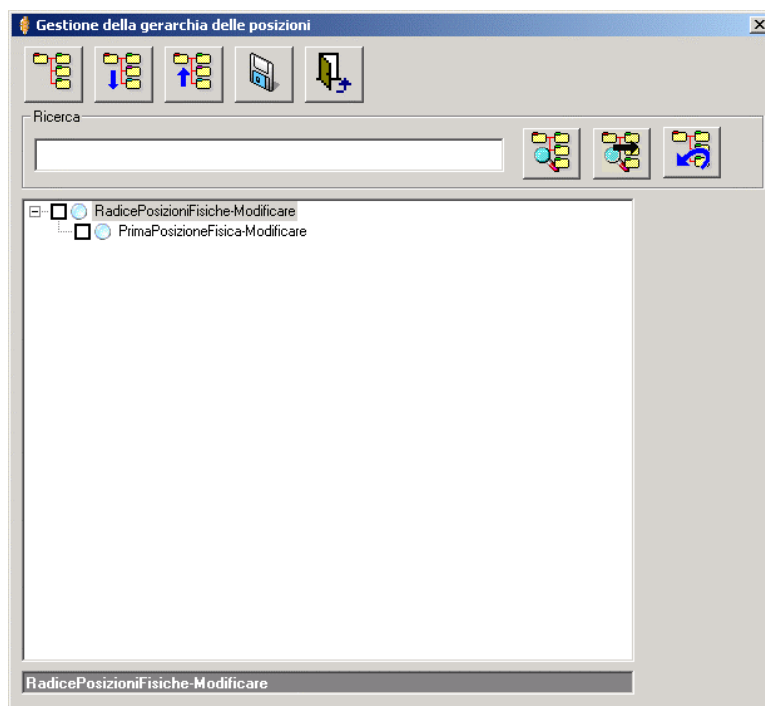 Gestione della gerarchia delle posizioni
Ricerca
RadicePosizioniFisiche-Modificare
PrimaPosizioneFisica-Modificare
RadicePosizioniFisiche-Modificare